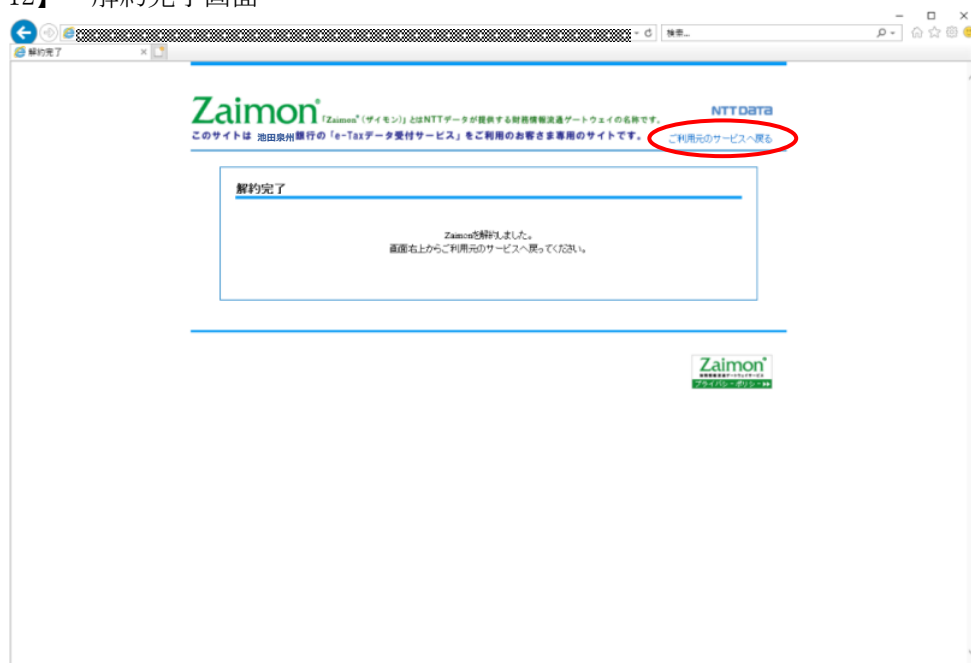 12】 解約完了画面
検索...
解約完了
Zaimon®
「Zaimon®(ザイモン)」とはNTTデータが提供する財務情報流通ゲートウェイの名称です。
NTT DATA
このサイトは 池田泉州銀行の「e-Taxデータ受付サービス」をご利用のお客さま専用のサイトです。
ご利用元のサービスへ戻る
解約完了
Zaimonを解約しました。
画面右上からご利用元のサービスへ戻ってください。
Zaimon®
プライバシーポリシー